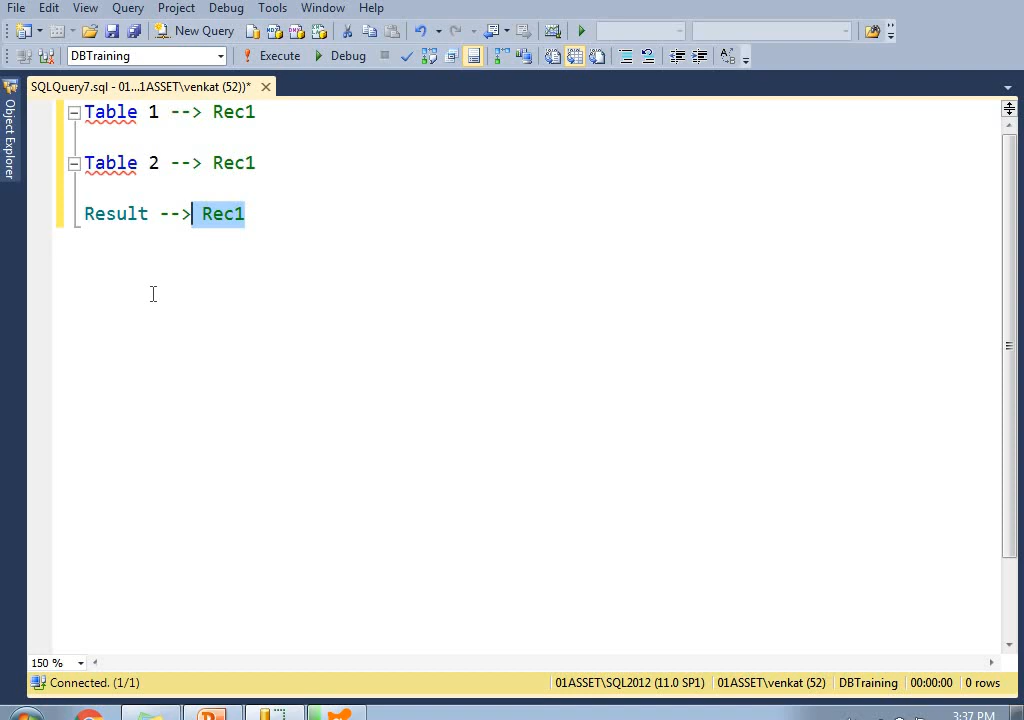 File Edit View Query Project Debug Tools Window Help
New Query
DBTraining Execute Debug
SQLQuery7.sql - 01...1ASSET\venkat (52))*
Object Explorer
Table 1 --> Rec1
Table 2 --> Rec1
Result --> Rec1
150 %
Connected. (1/1) 01ASSET\SQL2012 (11.0 SP1) 01ASSET\venkat (52) DBTraining 00:00:00 0 rows
3:37 PM